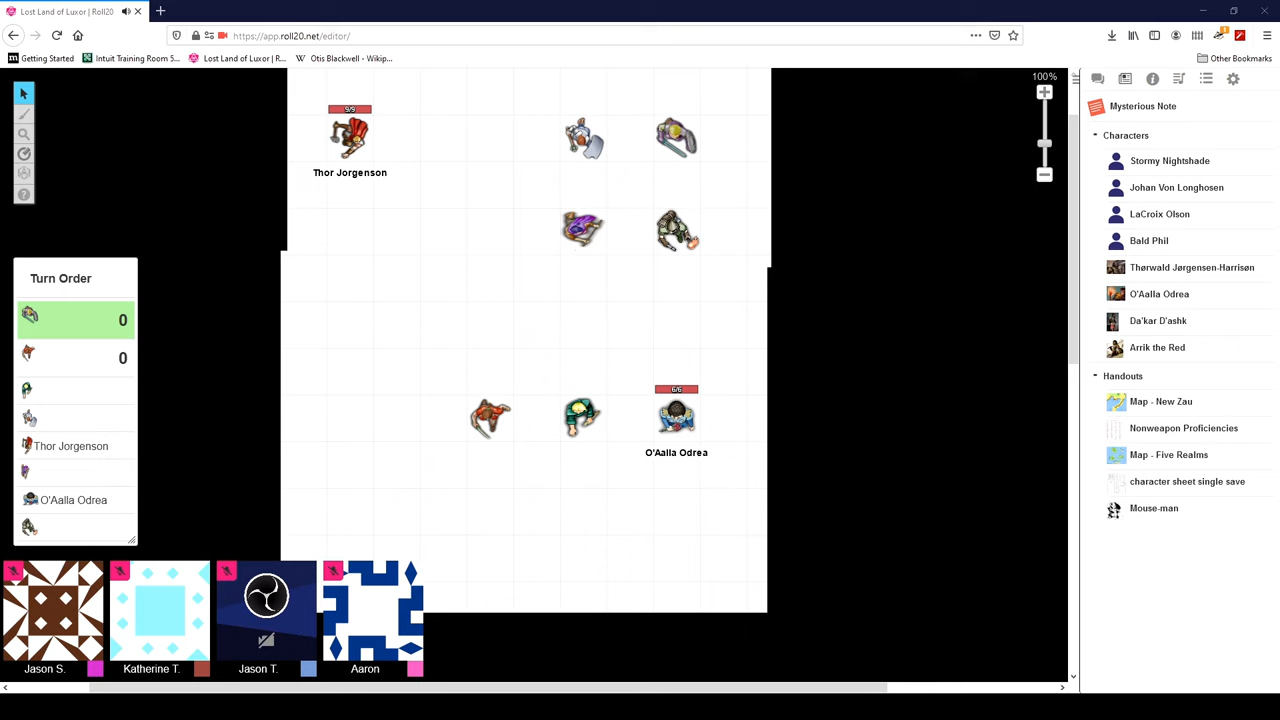 Lost Land of Luxor | Roll20
https://app.roll20.net/editor/
Getting Started
Intuit Training Room 5...
Lost Land of Luxor | R...
Otis Blackwell - Wikip...
Other Bookmarks
100%
9/9
Thor Jorgenson
6/6
O'Aalla Odrea
Turn Order
0
0
Thor Jorgenson
O'Aalla Odrea
Jason S.
Katherine T.
Jason T.
Aaron
Mysterious Note
Characters
Stormy Nightshade
Johan Von Longhosen
LaCroix Olson
Bald Phil
Thørwald Jørgensen-Harrisøn
O'Aalla Odrea
Da'kar D'ashk
Arrik the Red
Handouts
Map - New Zau
Nonweapon Proficiencies
Map - Five Realms
character sheet single save
Mouse-man